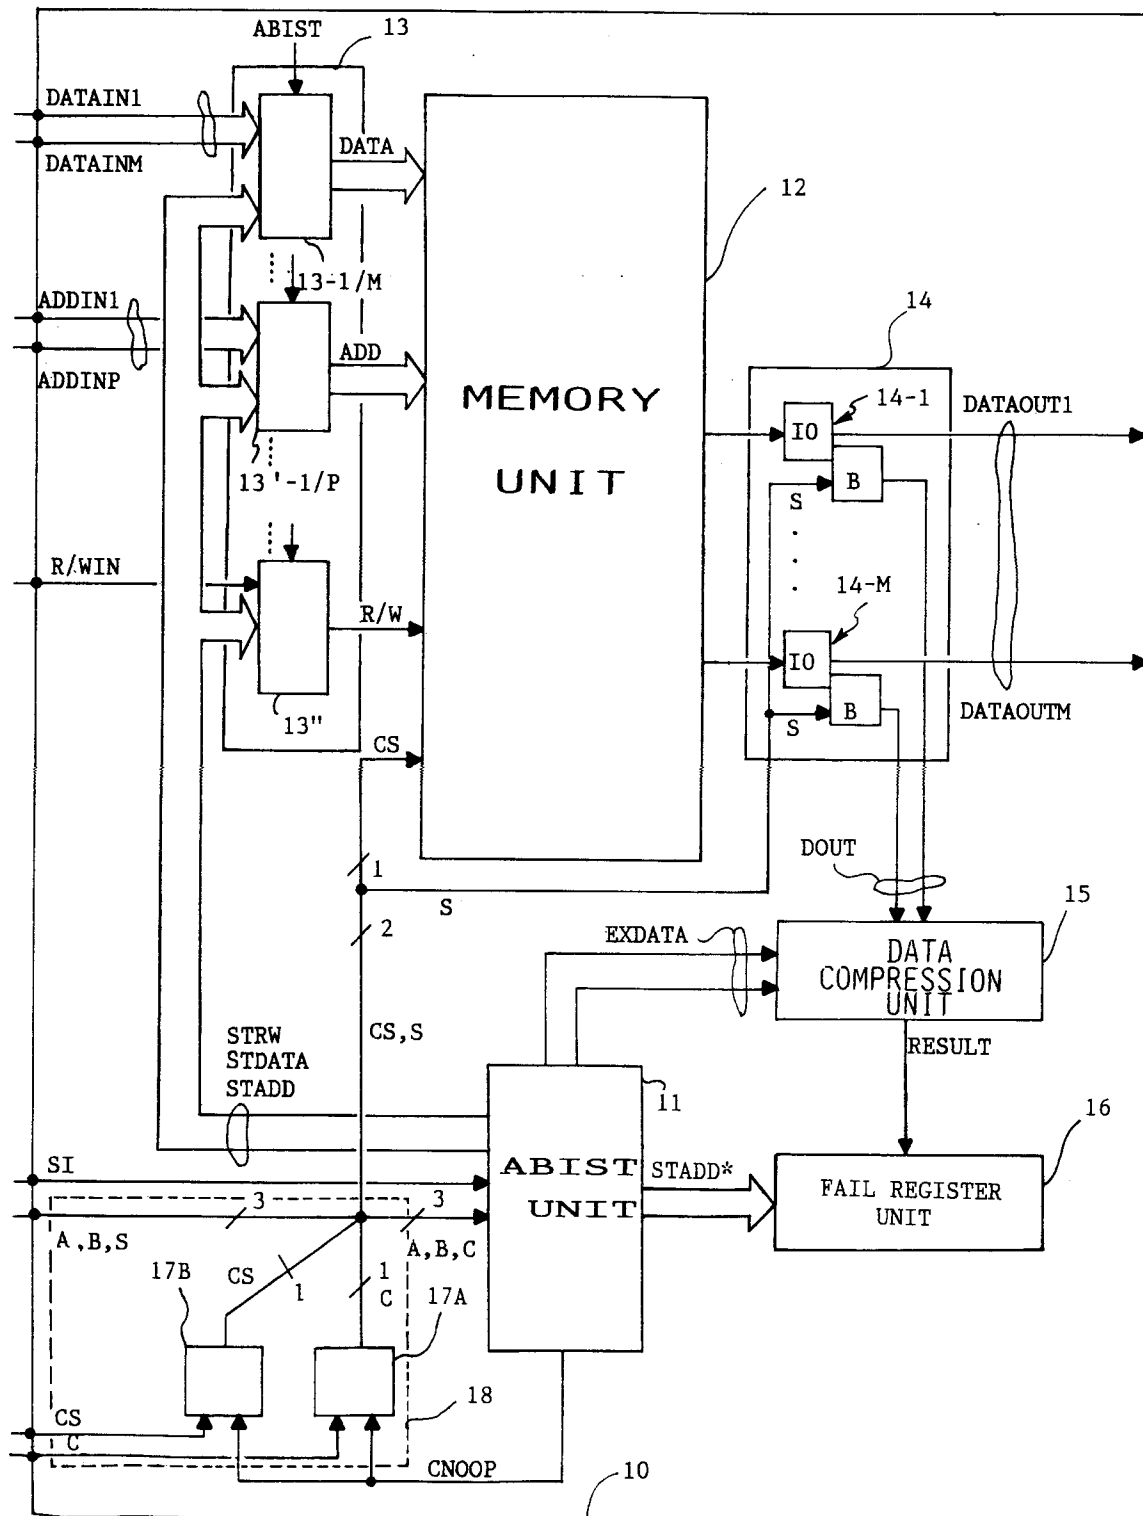 ABIST
13
DATAIN1
DATAINM
DATA
13-1/M
12
ADDIN1
ADDINP
ADD
13'-1/P
MEMORY
UNIT
14
14-1
IO
B
S
DATAOUT1
R/WIN
R/W
13"
14-M
IO
B
S
DATAOUTM
CS
1
S
2
DOUT
15
EXDATA
DATA
COMPRESSION
UNIT
CS,S
RESULT
STRW
STDATA
STADD
11
16
SI
ABIST
UNIT
STADD*
FAIL REGISTER
UNIT
3
3
A,B,S
A,B,C
17B
CS
1
1
C
17A
18
CS
C
CNOOP
10